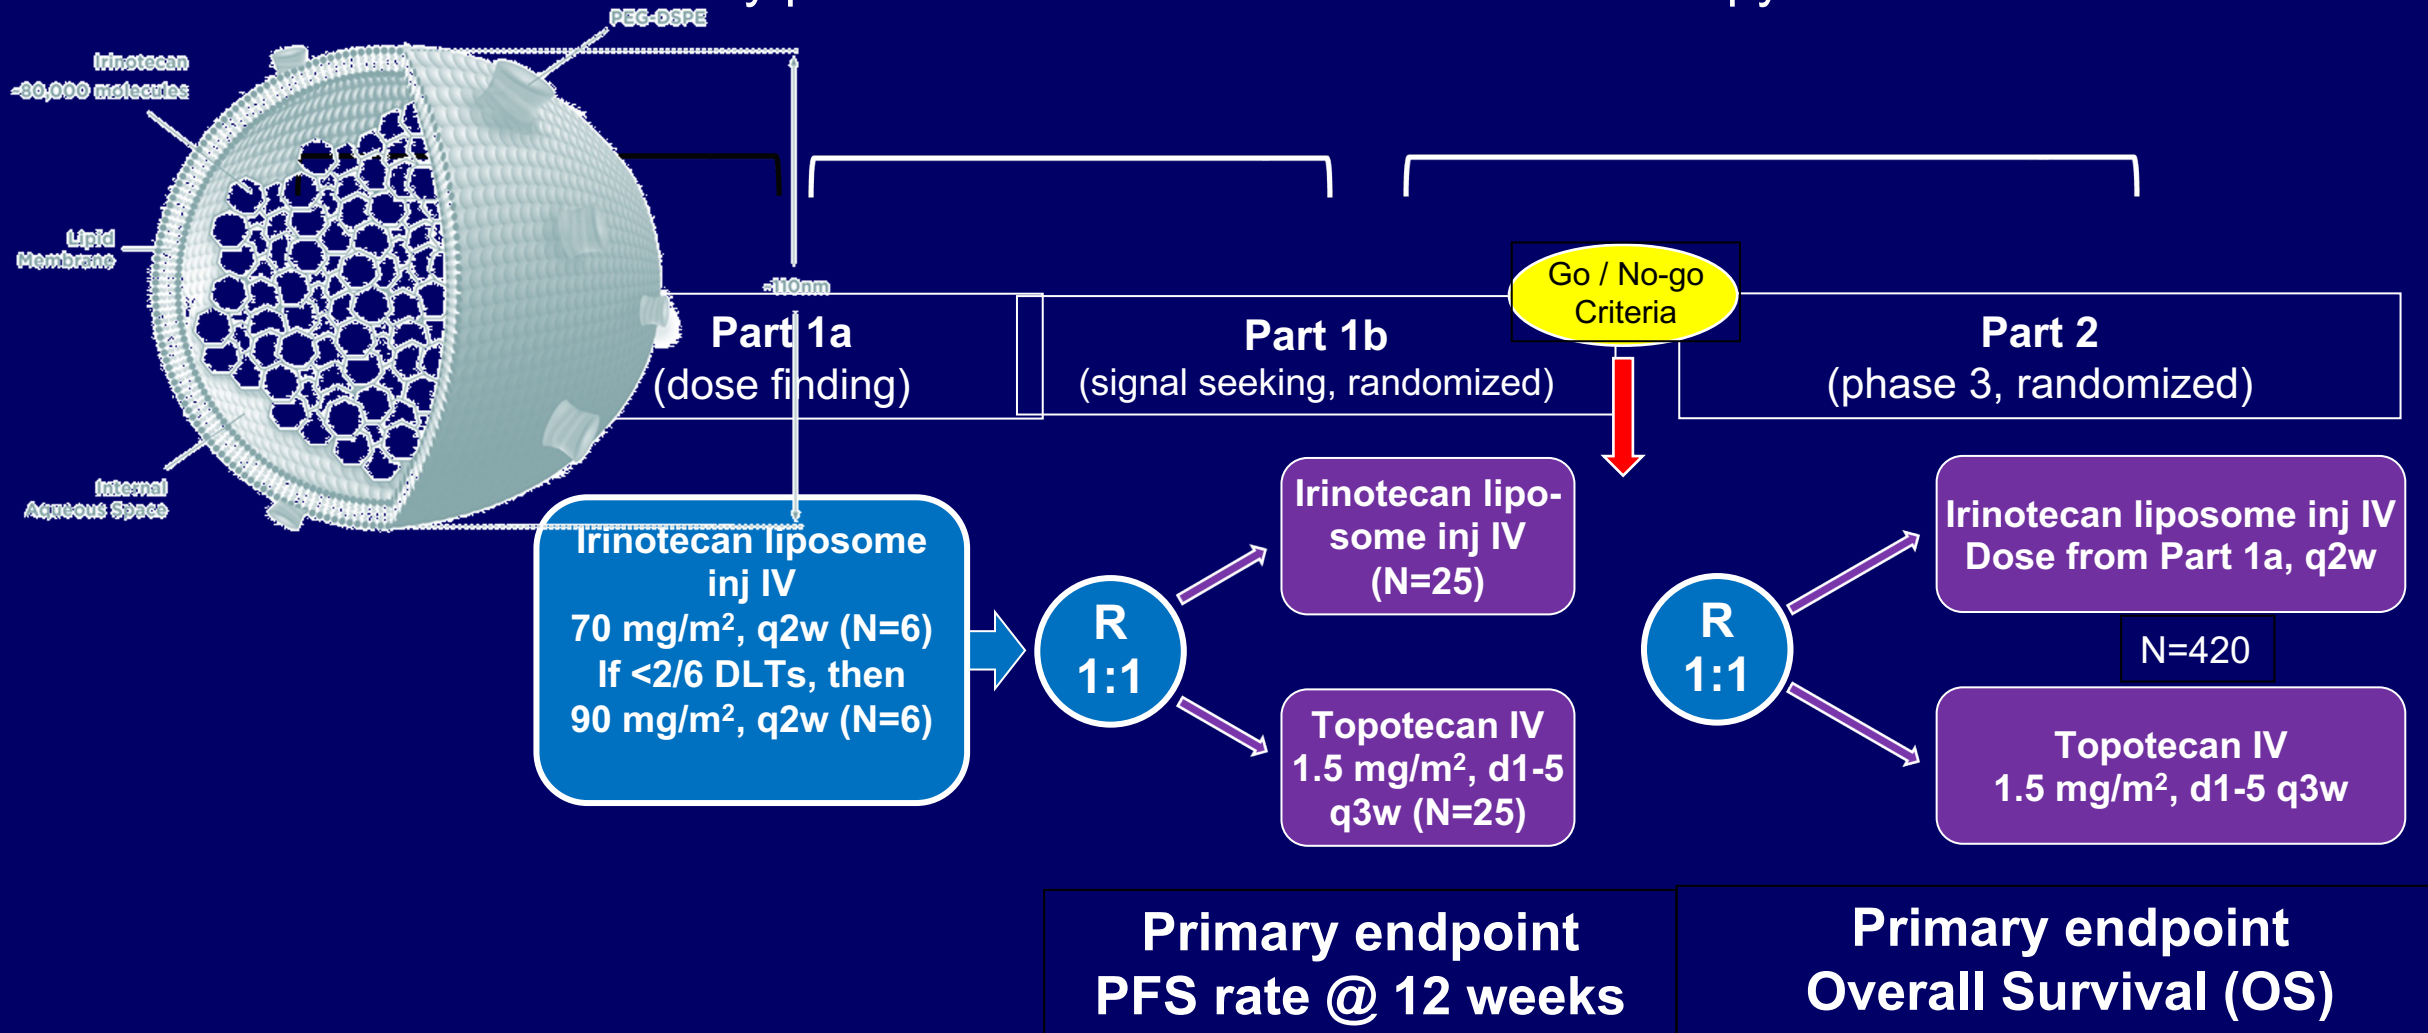 PEG-DSPE
Irinotecan
~80,000 molecules
Lipid
Membrane
~110nm
Internal
Aqueous Space
Go / No-go
Criteria
Part 1a
(dose finding)
Part 1b
(signal seeking, randomized)
Part 2
(phase 3, randomized)
Irinotecan liposome
inj IV
70 mg/m², q2w (N=6)
If <2/6 DLTs, then
90 mg/m², q2w (N=6)
R
1:1
Irinotecan lipo-
some inj IV
(N=25)
Topotecan IV
1.5 mg/m², d1-5
q3w (N=25)
R
1:1
Irinotecan liposome inj IV
Dose from Part 1a, q2w
N=420
Topotecan IV
1.5 mg/m², d1-5 q3w
Primary endpoint
PFS rate @ 12 weeks
Primary endpoint
Overall Survival (OS)